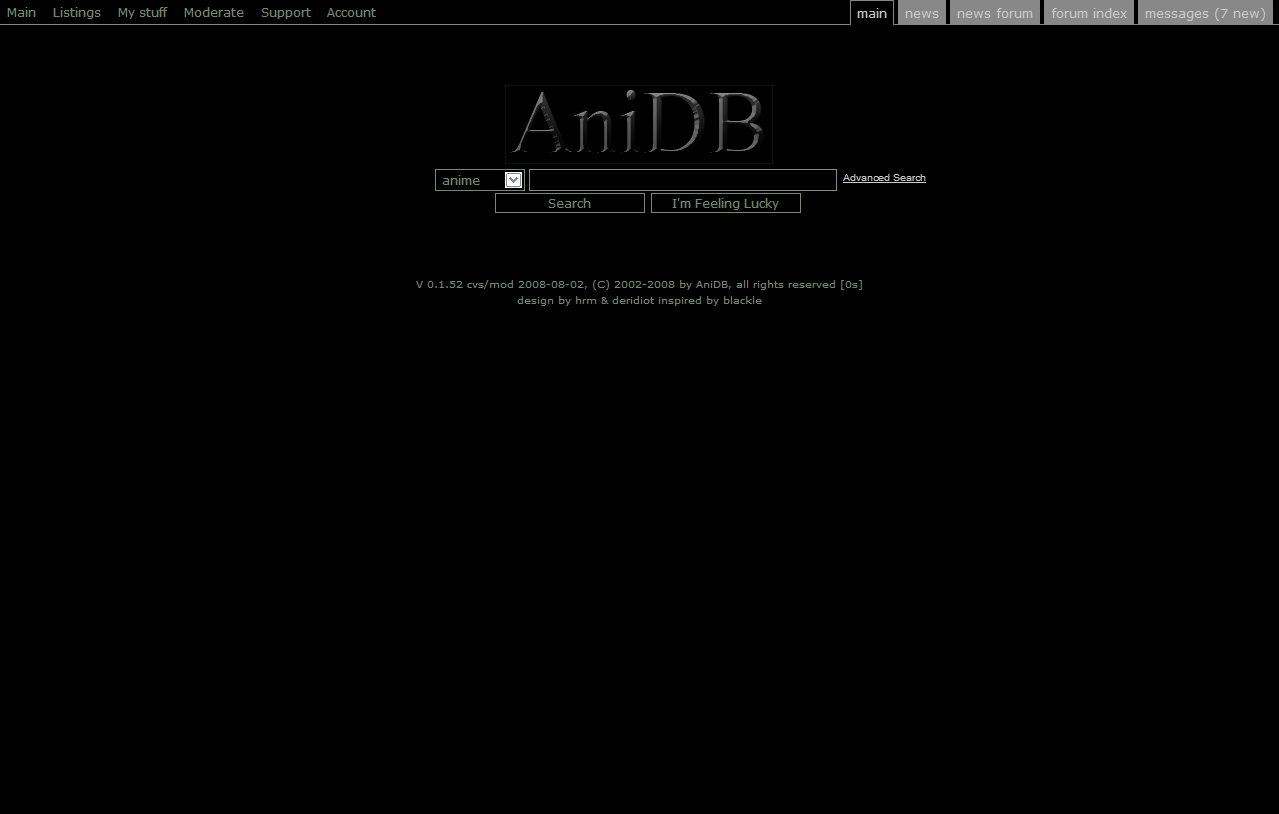 Main Listings My stuff Moderate Support Account main news news forum forum index messages (7 new)
AniDB
anime Advanced Search
Search I'm Feeling Lucky
V 0.1.52 cvs/mod 2008-08-02, (C) 2002-2008 by AniDB, all rights reserved [0s]
design by hrm & deridiot inspired by blackle